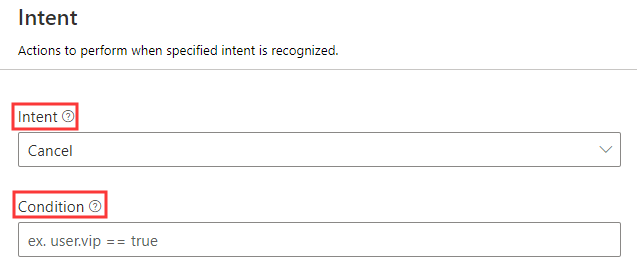 Intent
Actions to perform when specified intent is recognized.
Intent
Cancel
Condition
ex. user.vip == true